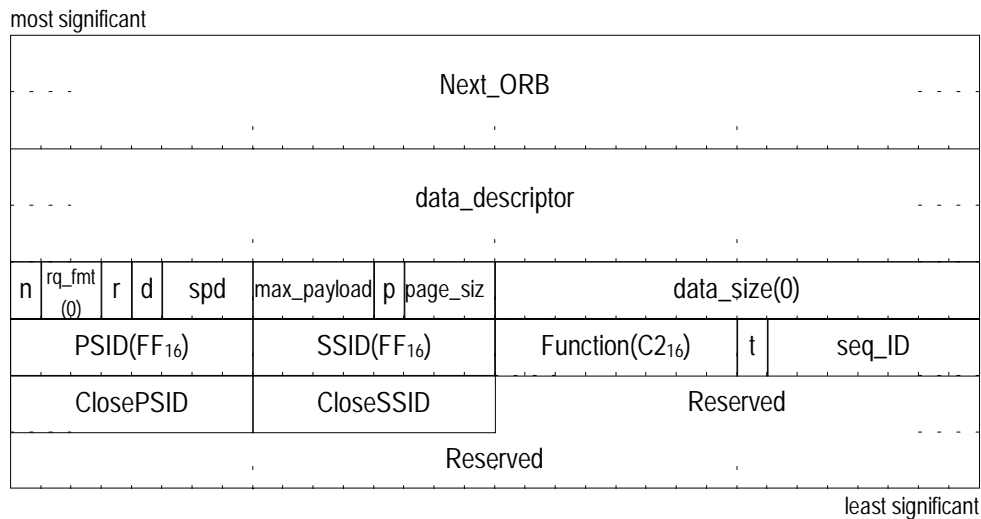 most significant
Next_ORB
data_descriptor
n rq_fmt (0) r d spd max_payload p page_siz data_size(0)
PSID(FF₁₆) SSID(FF₁₆) Function(C2₁₆) t seq_ID
ClosePSID CloseSSID Reserved
Reserved
least significant